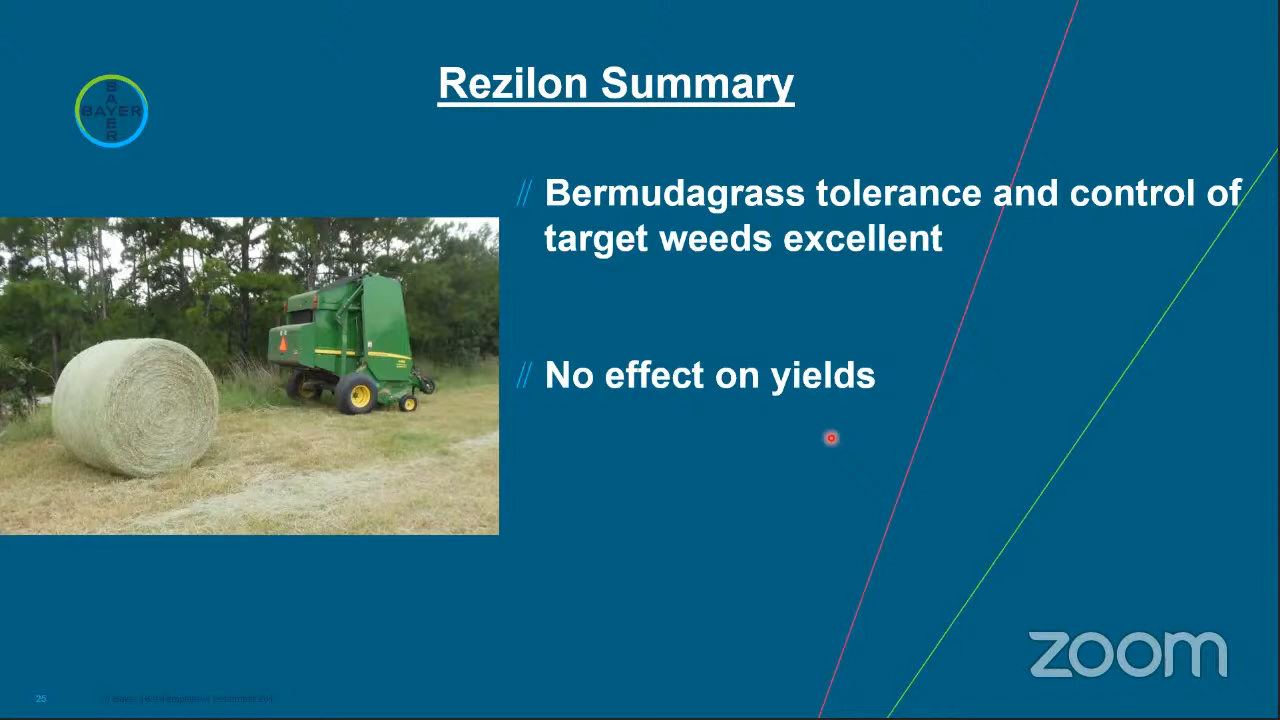 Rezilon Summary
BAYER
BAYER
// Bermudagrass tolerance and control of
target weeds excellent
// No effect on yields
zoom
25